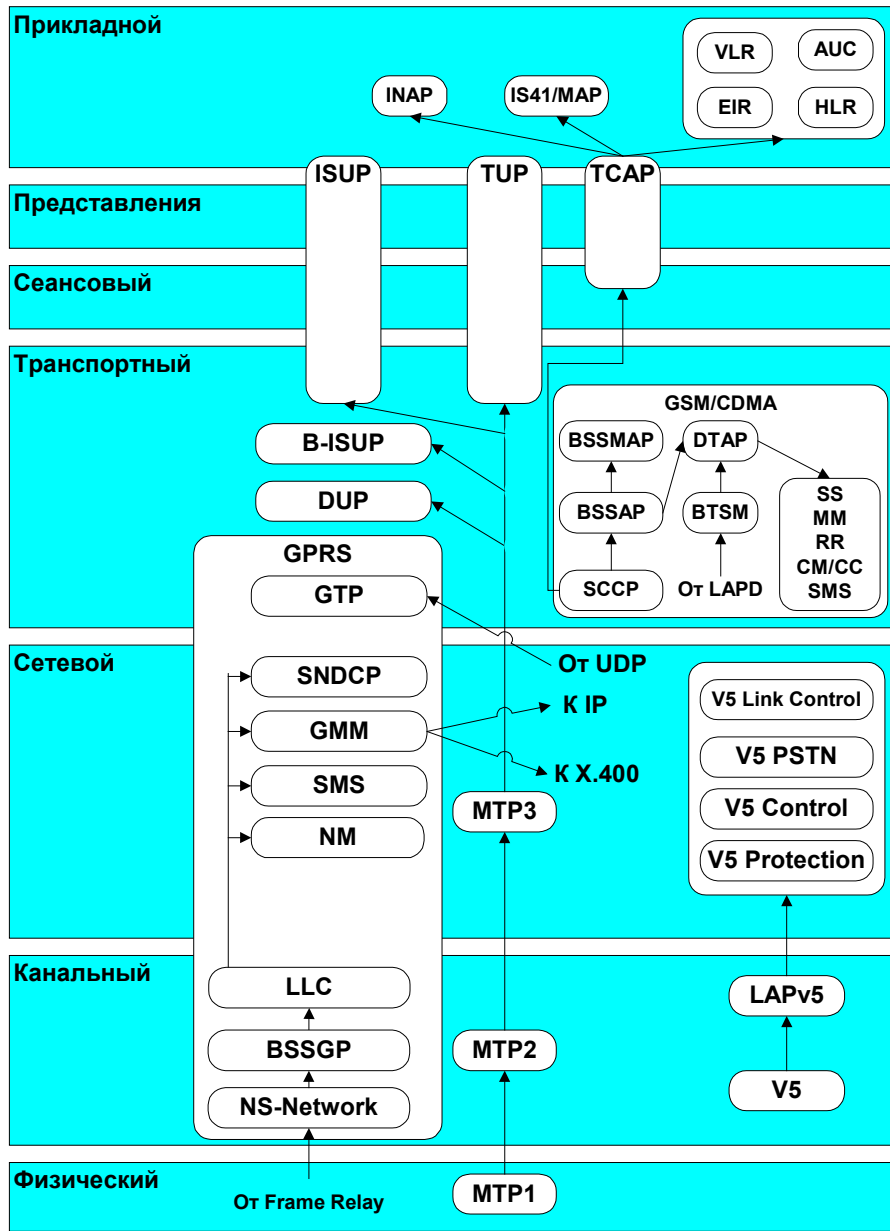 Прикладной
VLR
AUC
INAP
IS41/MAP
EIR
HLR
ISUP
TUP
TCAP
Представления
Сеансовый
Транспортный
GSM/CDMA
B-ISUP
BSSMAP
DTAP
DUP
BSSAP
BTSM
SS
MM
RR
CM/CC
SMS
GPRS
GTP
SCCP
От LAPD
Сетевой
От UDP
SNDCP
К IP
V5 Link Control
GMM
V5 PSTN
К X.400
SMS
MTP3
V5 Control
NM
V5 Protection
Канальный
LLC
LAPv5
BSSGP
MTP2
V5
NS-Network
Физический
От Frame Relay
MTP1